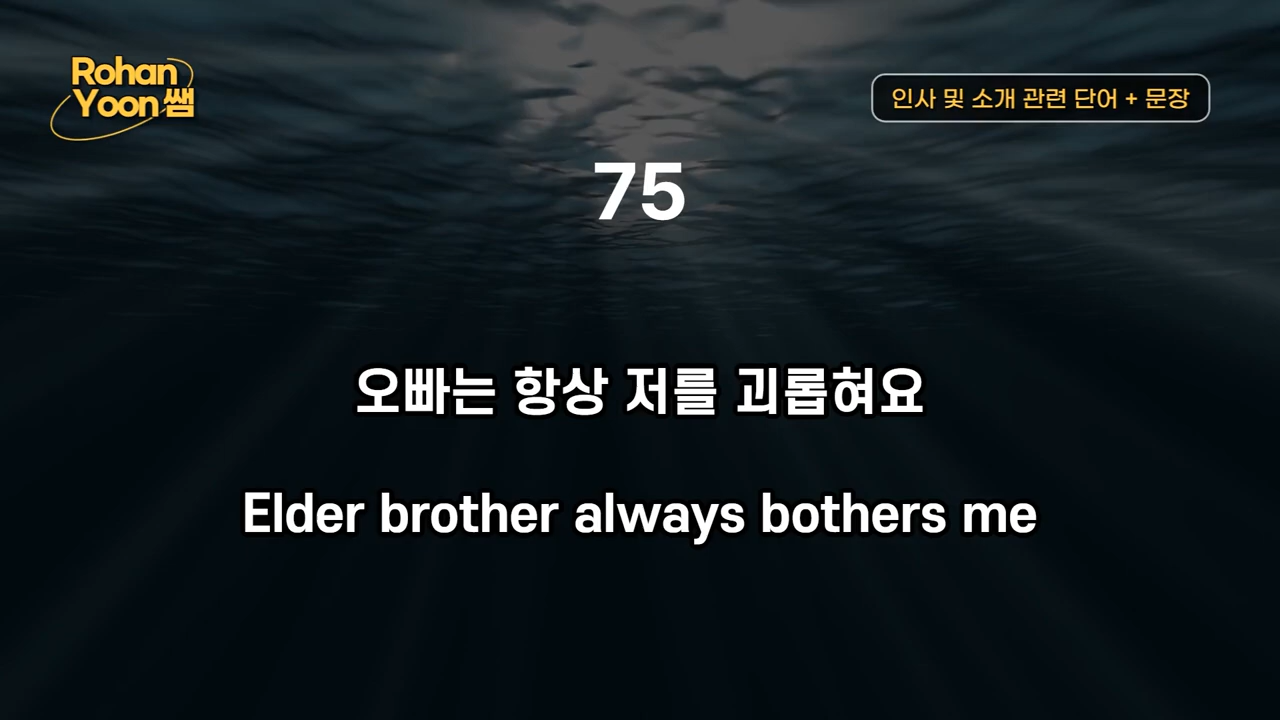 Rohan
Yoon쌤
인사 및 소개 관련 단어 + 문장
75
오빠는 항상 저를 괴롭혀요
Elder brother always bothers me